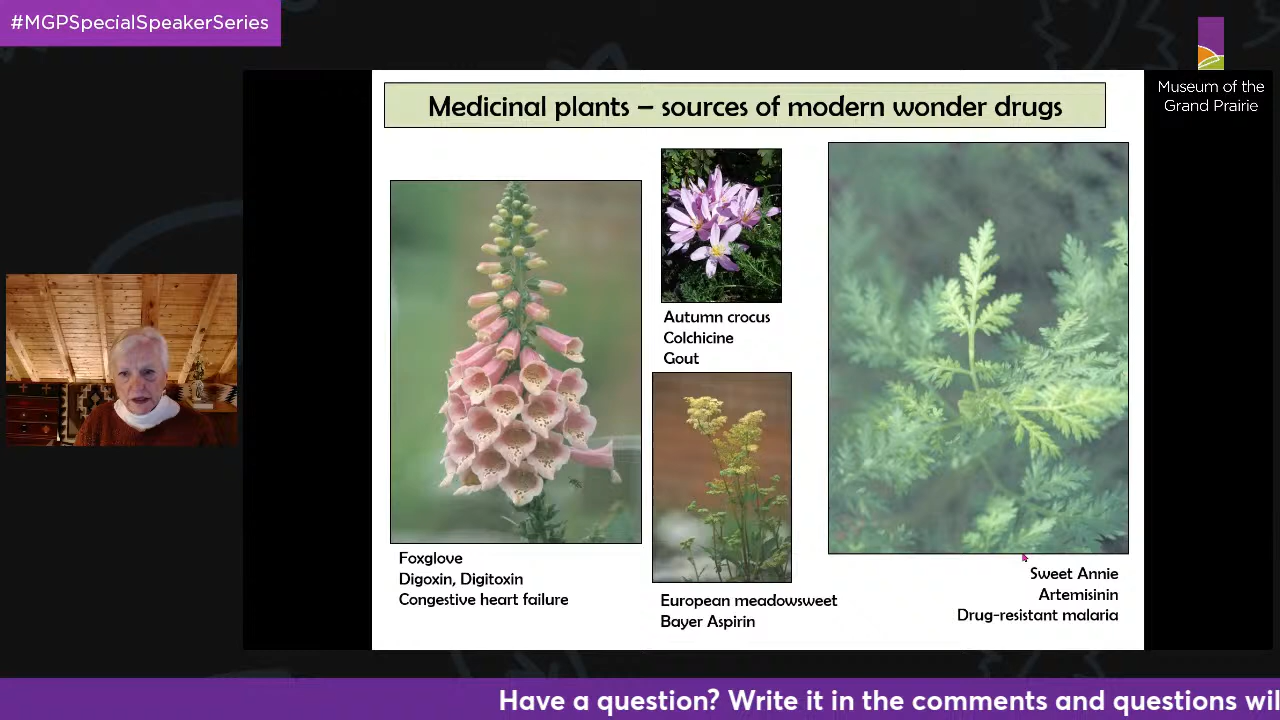 #MGPSpecialSpeakerSeries
Museum of the
Grand Prairie
Medicinal plants – sources of modern wonder drugs
Autumn crocus
Colchicine
Gout
Foxglove
Digoxin, Digitoxin
Congestive heart failure
European meadowsweet
Bayer Aspirin
Sweet Annie
Artemisinin
Drug-resistant malaria
Have a question? Write it in the comments and questions wil